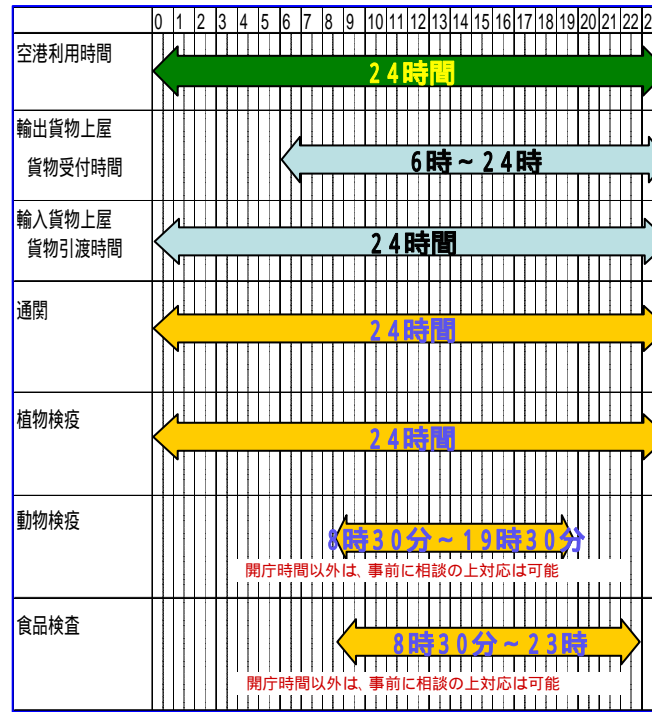 0 1 2 3 4 5 6 7 8 9 10 11 12 13 14 15 16 17 18 19 20 21 22 2
空港利用時間
24時間
輸出貨物上屋
貨物受付時間
6時～24時
輸入貨物上屋
貨物引渡時間
24時間
通関
24時間
植物検疫
24時間
動物検疫
8時30分～19時30分
開庁時間以外は、事前に相談の上対応は可能
食品検査
8時30分～23時
開庁時間以外は、事前に相談の上対応は可能